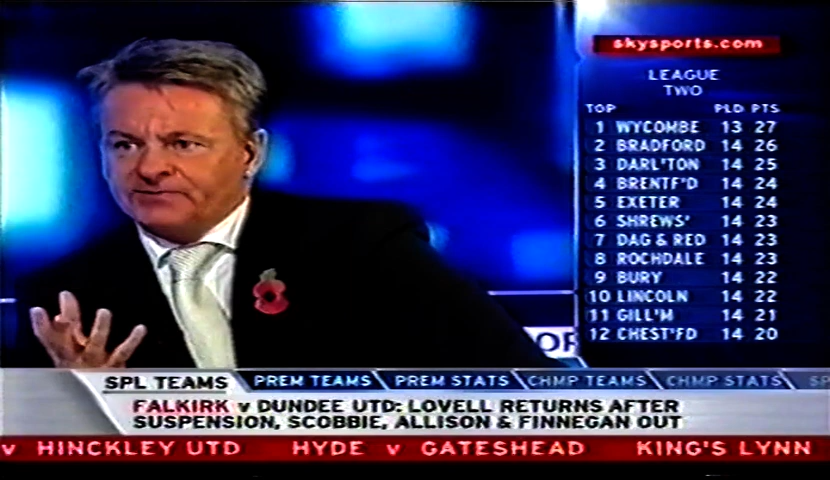 skysports.com
LEAGUE
TWO
TOP PLD PTS
1 WYCOMBE 13 27
2 BRADFORD 14 26
3 DARL'TON 14 25
4 BRENTF'D 14 24
5 EXETER 14 24
6 SHREWS' 14 23
7 DAG & RED 14 23
8 ROCHDALE 14 23
9 BURY 14 22
10 LINCOLN 14 22
11 GILL'M 14 21
12 CHEST'FD 14 20
OR
SPL TEAMS PREM TEAMS PREM STATS CHMP TEAMS CHMP STATS SP
FALKIRK v DUNDEE UTD: LOVELL RETURNS AFTER
SUSPENSION, SCOBBIE, ALLISON & FINNEGAN OUT
v HINCKLEY UTD HYDE v GATESHEAD KING'S LYNN